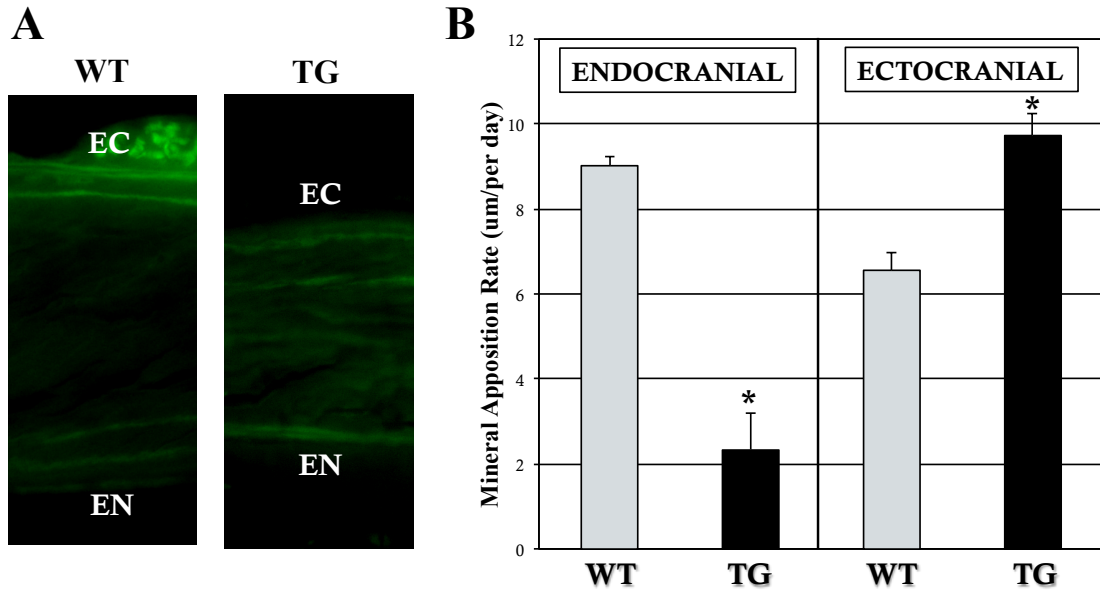 A
WT
TG
EC
EN
EC
EN
B
Mineral Apposition Rate (um/per day)
12
10
8
6
4
2
0
ENDOCRANIAL
ECTOCRANIAL
*
*
WT
TG
WT
TG